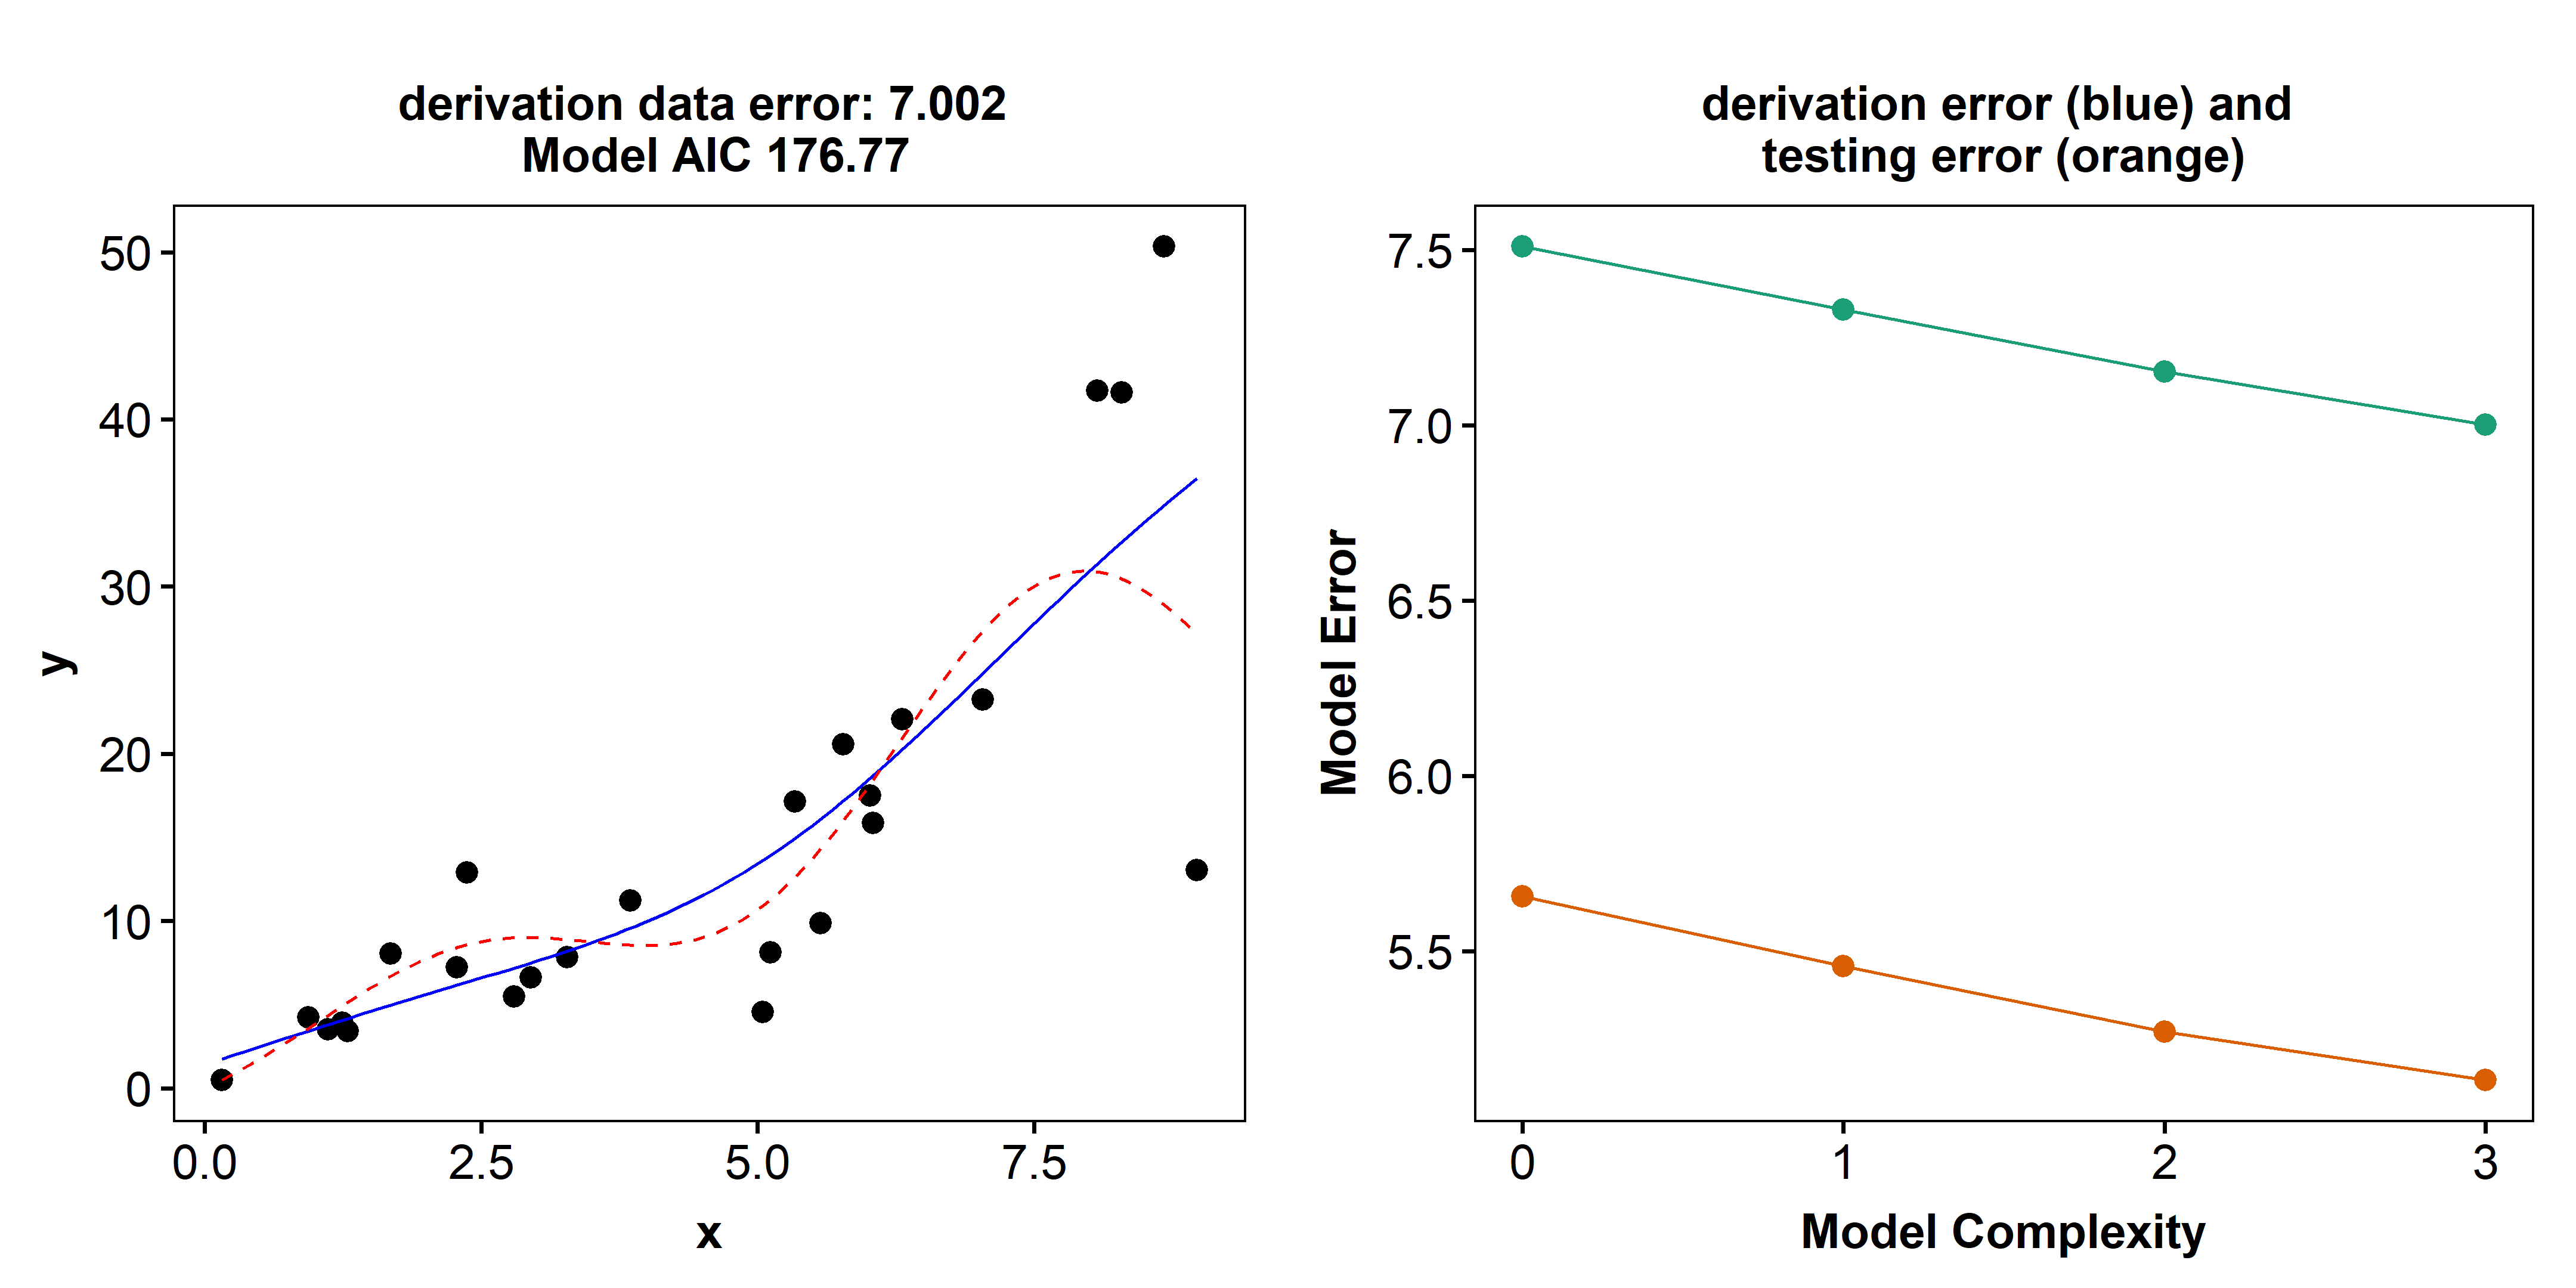 derivation data error: 7.002
Model AIC 176.77
50
40
30
20
10
0
y
0.0 2.5 5.0 7.5
x
derivation error (blue) and
testing error (orange)
7.5
7.0
6.5
6.0
5.5
Model Error
0 1 2 3
Model Complexity